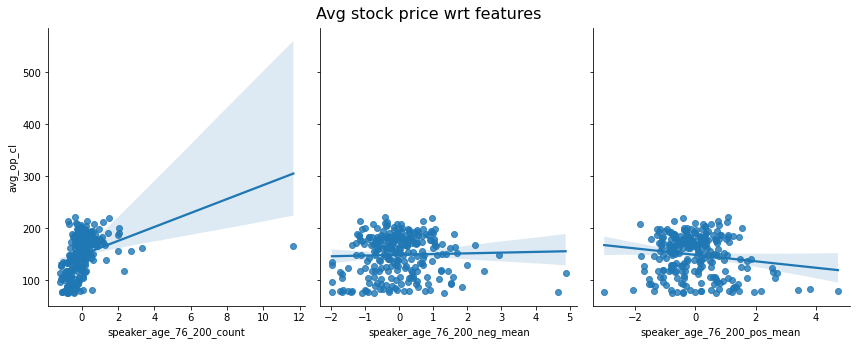 Avg stock price wrt features
avg_op_cl
500
400
300
200
100
0 2 4 6 8 10 12
speaker_age_76_200_count
−2 −1 0 1 2 3 4 5
speaker_age_76_200_neg_mean
−2 0 2 4
speaker_age_76_200_pos_mean